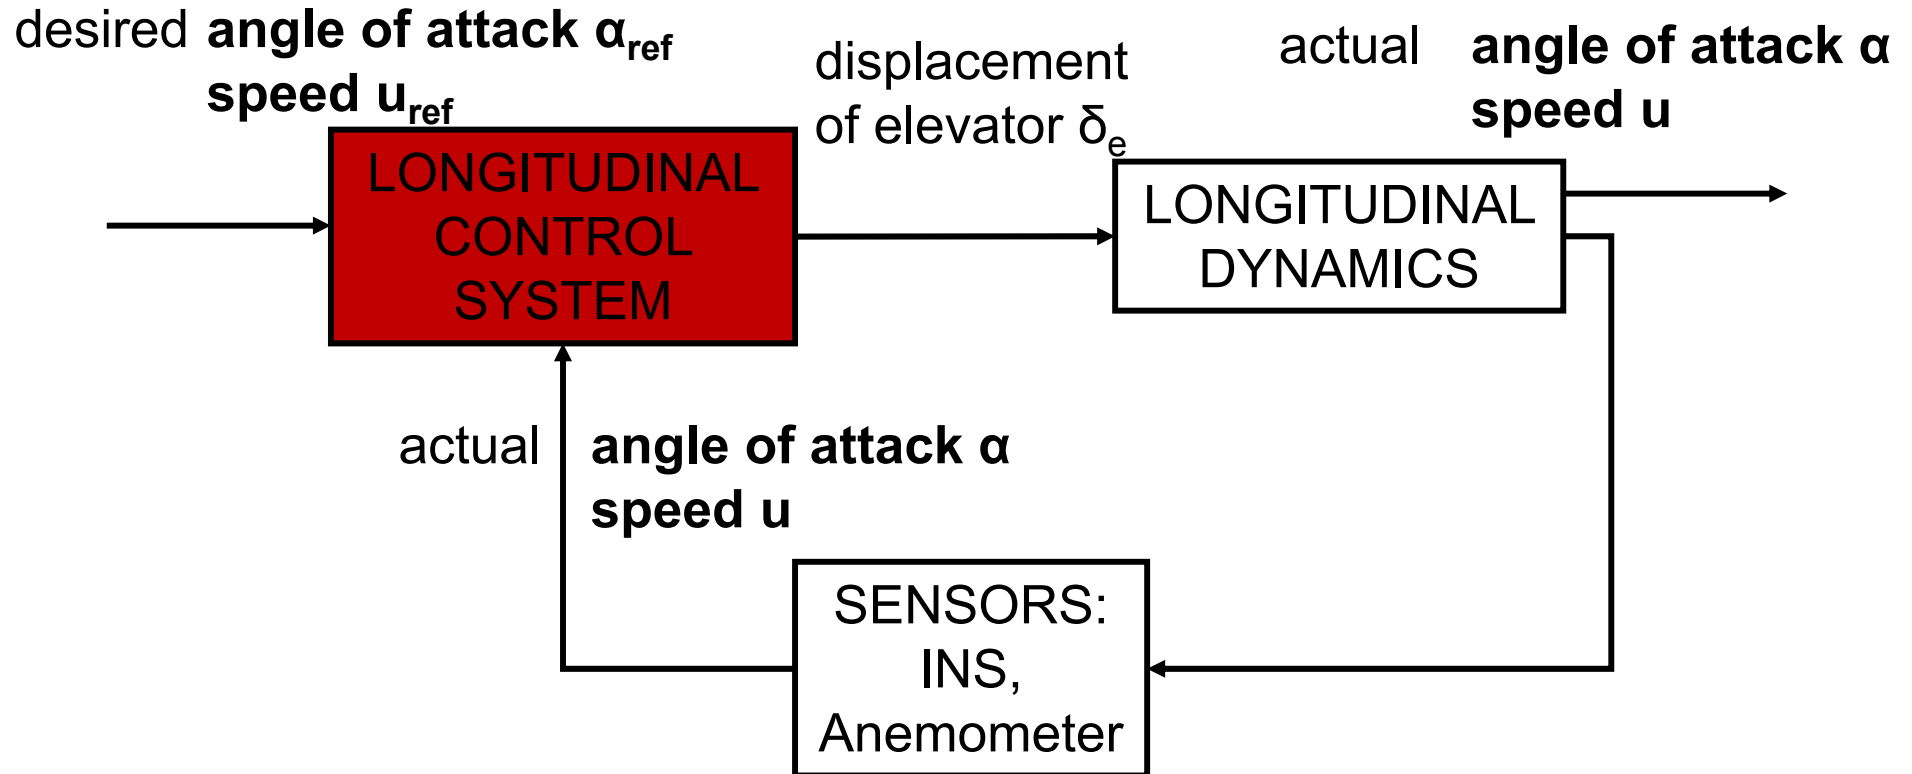 desired angle of attack αref
speed uref
displacement
of elevator δe
actual angle of attack α
speed u
LONGITUDINAL
CONTROL
SYSTEM
LONGITUDINAL
DYNAMICS
actual angle of attack α
speed u
SENSORS:
INS,
Anemometer